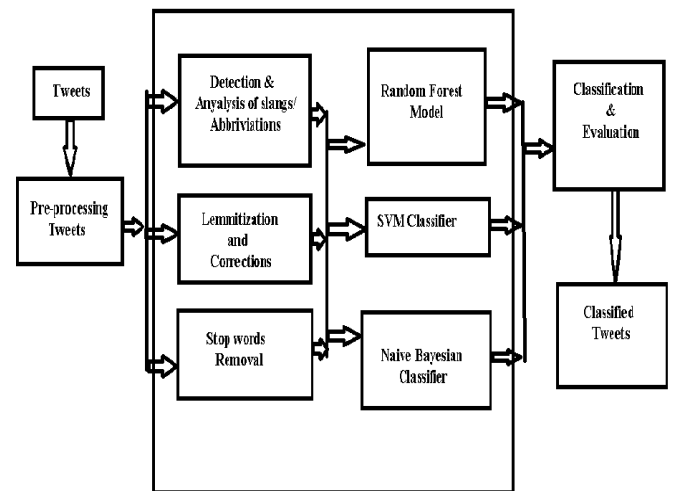 Tweets
Pre-processing
Tweets
Detection &
Anyalysis of slangs/
Abbriviations
Lemmitization
and
Corrections
Stop words
Removal
Random Forest
Model
SVM Classifier
Naive Bayesian
Classifier
Classification
&
Evaluation
Classified
Tweets